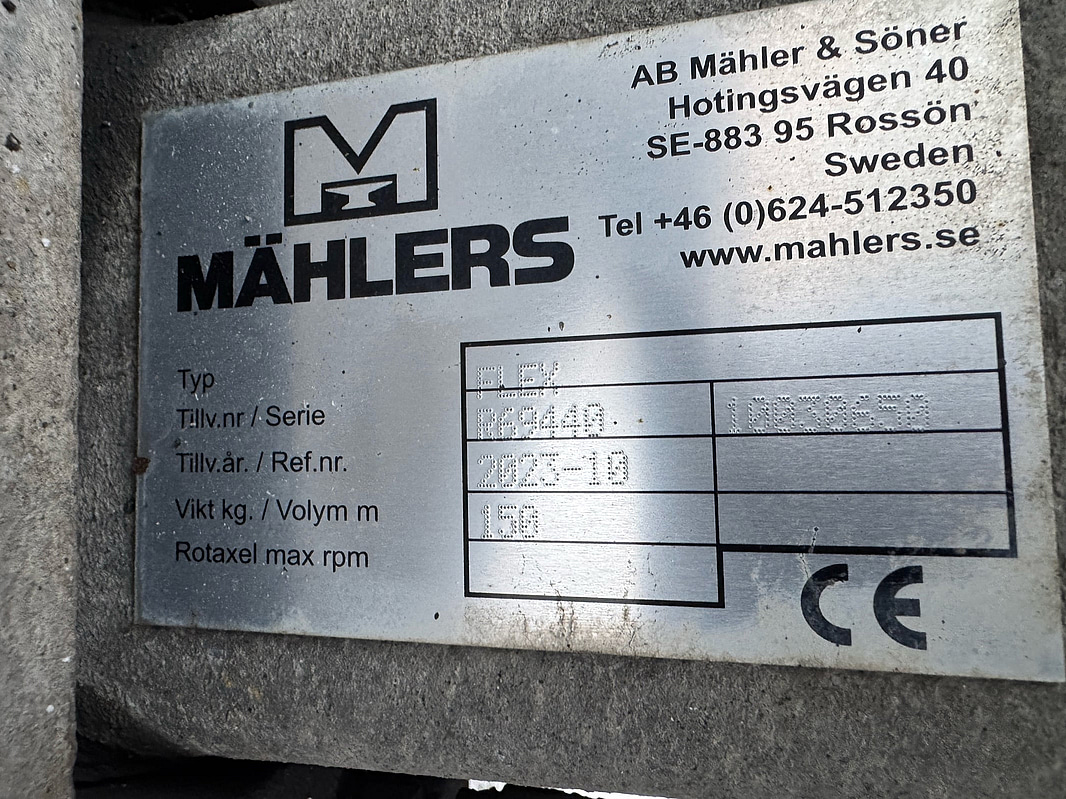 AB Mähler & Söner
Hotingsvägen 40
SE-883 95 Rossön
Sweden
Tel +46 (0)624-512350
www.mahlers.se
MÄHLERS
Typ FLEX
Tillv.nr / Serie R69440 10030650
Tillv.år. / Ref.nr. 2023-10
Vikt kg. / Volym m 150
Rotaxel max rpm
CE